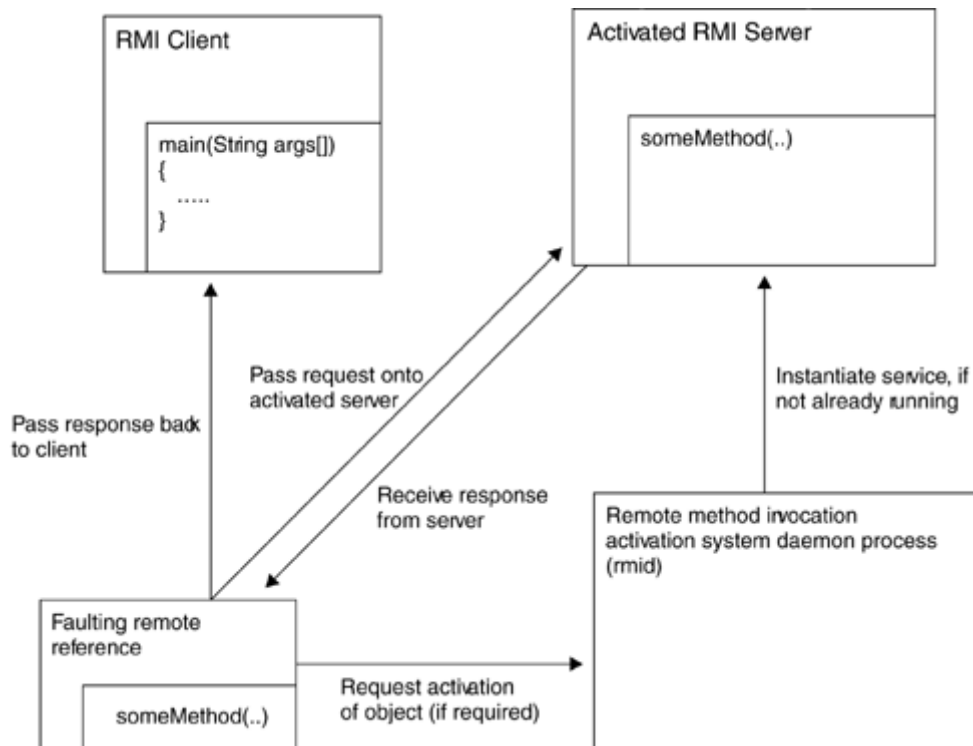 RMI Client
main(String args[])
{
.....
}
Activated RMI Server
someMethod(..)
Pass request onto
activated server
Instantiate service, if
not already running
Pass response back
to client
Receive response
from server
Remote method invocation
activation system daemon process
(rmid)
Faulting remote
reference
someMethod(..)
Request activation
of object (if required)